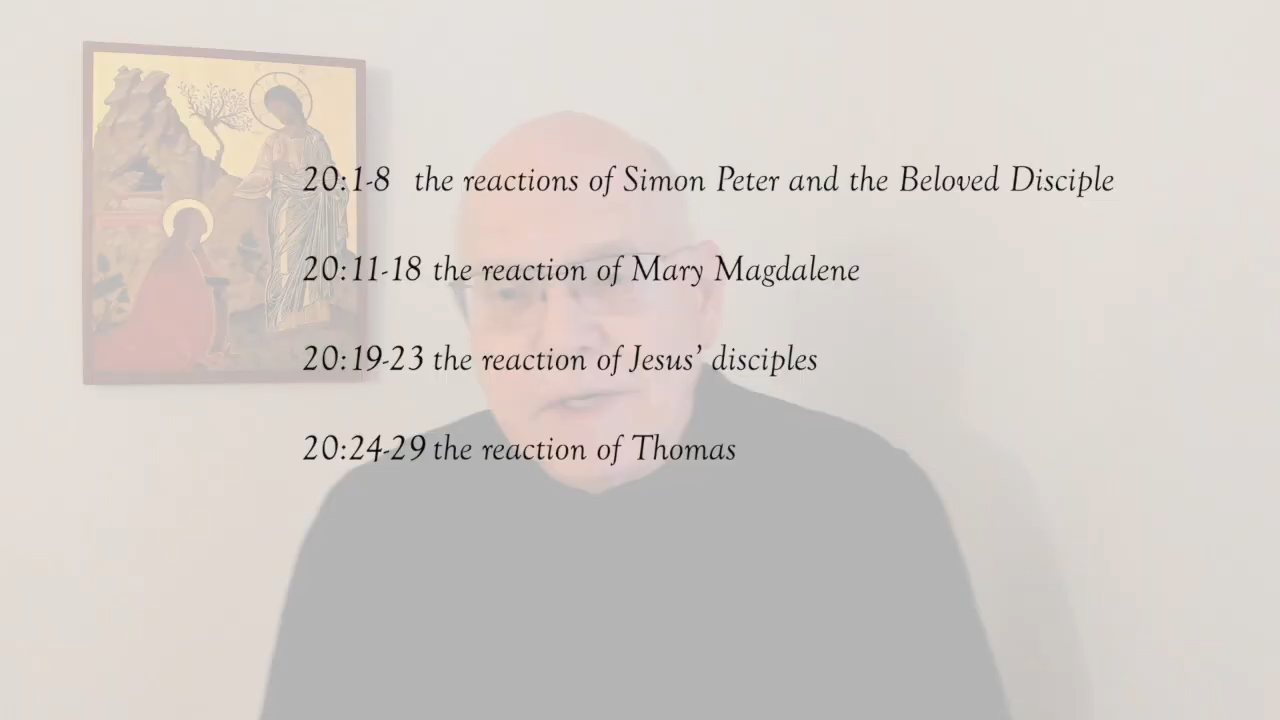 20:1-8 the reactions of Simon Peter and the Beloved Disciple
20:11-18 the reaction of Mary Magdalene
20:19-23 the reaction of Jesus’ disciples
20:24-29 the reaction of Thomas